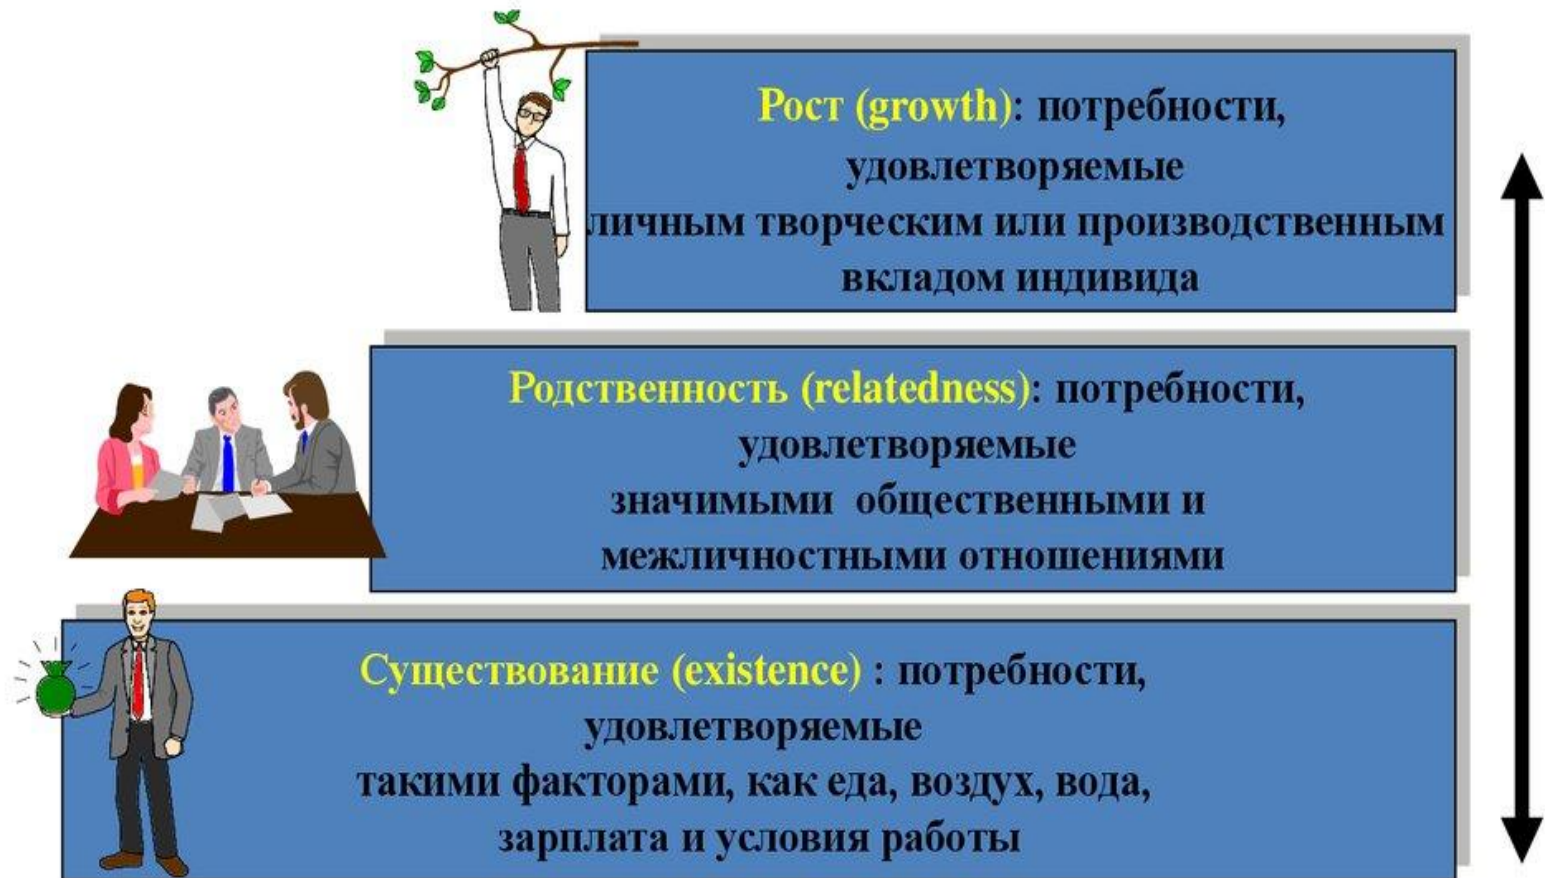 Рост (growth): потребности,
удовлетворяемые
личным творческим или производственным
вкладом индивида
Родственность (relatedness): потребности,
удовлетворяемые
значимыми общественными и
межличностными отношениями
Существование (existence) : потребности,
удовлетворяемые
такими факторами, как еда, воздух, вода,
зарплата и условия работы